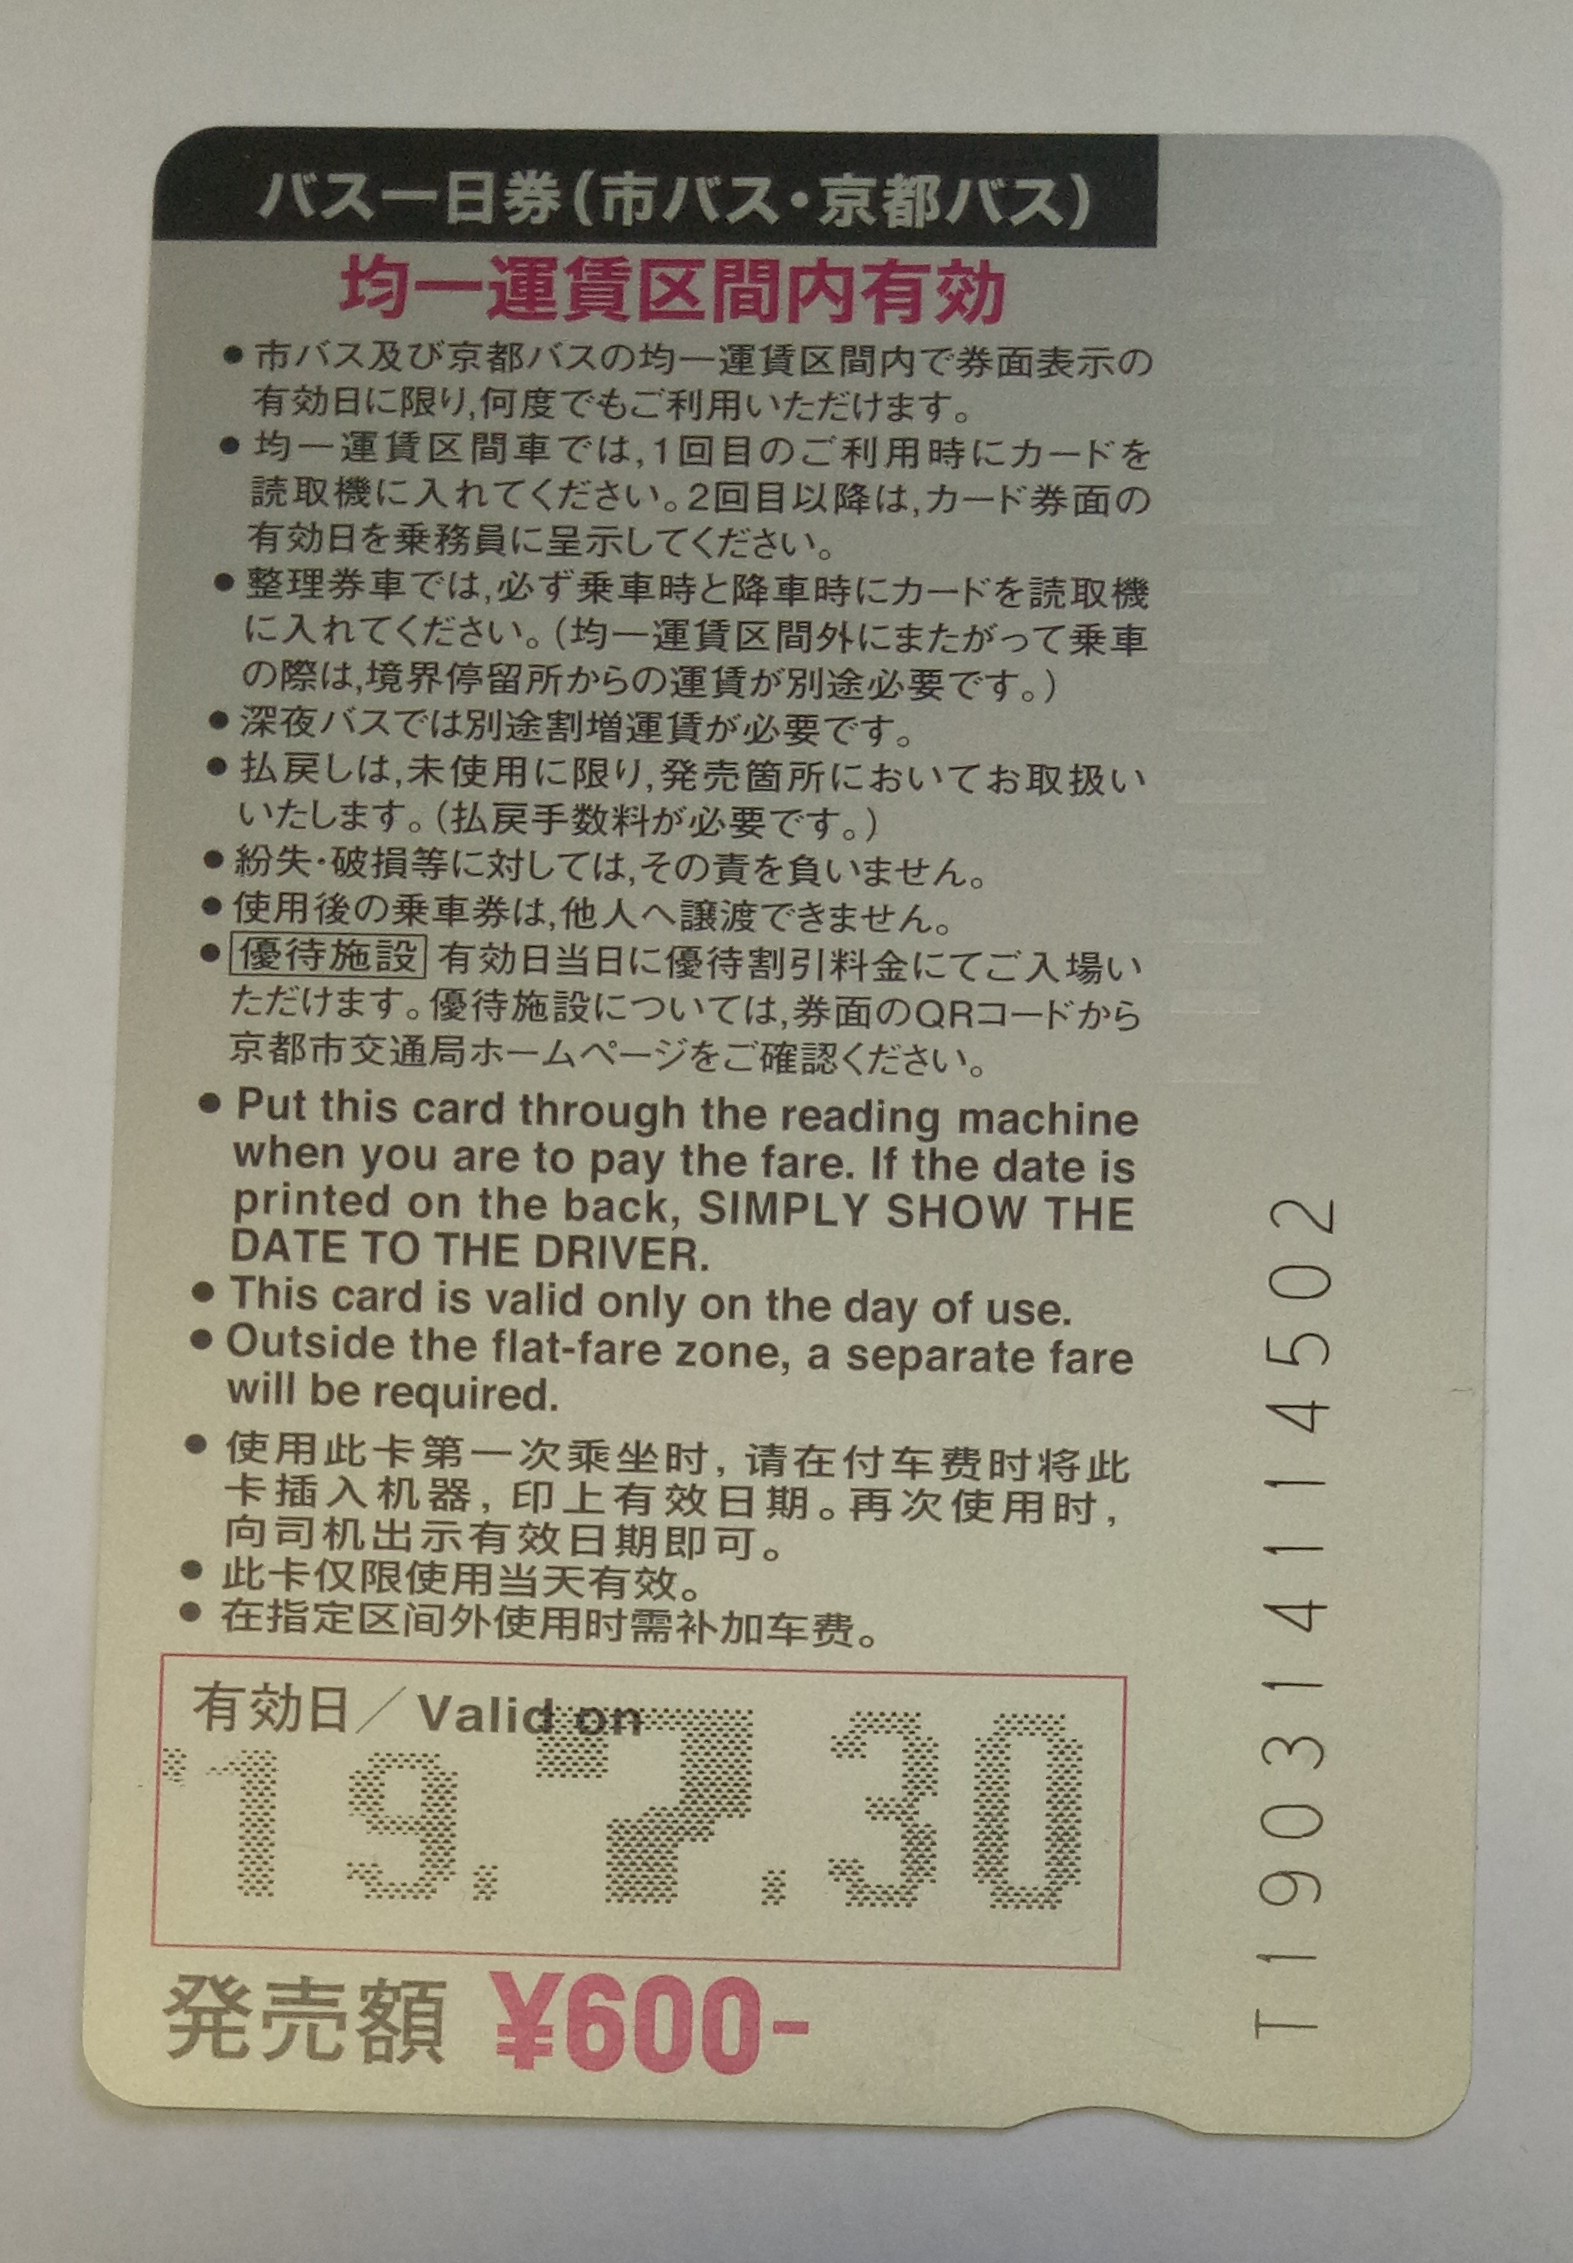 バス一日券(市バス・京都バス)
均一運賃区間内有効
●市バス及び京都バスの均一運賃区間内で券面表示の
有効日に限り,何度でもご利用いただけます。
●均一運賃区間車では,1回目のご利用時にカードを
読取機に入れてください。2回目以降は,カード券面の
有効日を乗務員に呈示してください。
●整理券車では,必ず乗車時と降車時にカードを読取機
に入れてください。(均一運賃区間外にまたがって乗車
の際は,境界停留所からの運賃が別途必要です。)
●深夜バスでは別途割増運賃が必要です。
●払戻しは,未使用に限り,発売箇所においてお取扱い
いたします。(払戻手数料が必要です。)
●紛失・破損等に対しては,その責を負いません。
●使用後の乗車券は,他人へ譲渡できません。
●優待施設 有効日当日に優待割引料金にてご入場い
ただけます。優待施設については,券面のQRコードから
京都市交通局ホームページをご確認ください。
●Put this card through the reading machine
when you are to pay the fare. If the date is
printed on the back, SIMPLY SHOW THE
DATE TO THE DRIVER.
●This card is valid only on the day of use.
●Outside the flat-fare zone, a separate fare
will be required.
●使用此卡第一次乘坐时,请在付车费时将此
卡插入机器,印上有效日期。再次使用时,
向司机出示有效日期即可。
●此卡仅限使用当天有效。
●在指定区间外使用时需补加车费。
有効日/Valid on
'19.7.30
発売額 ¥600-
T190314114502